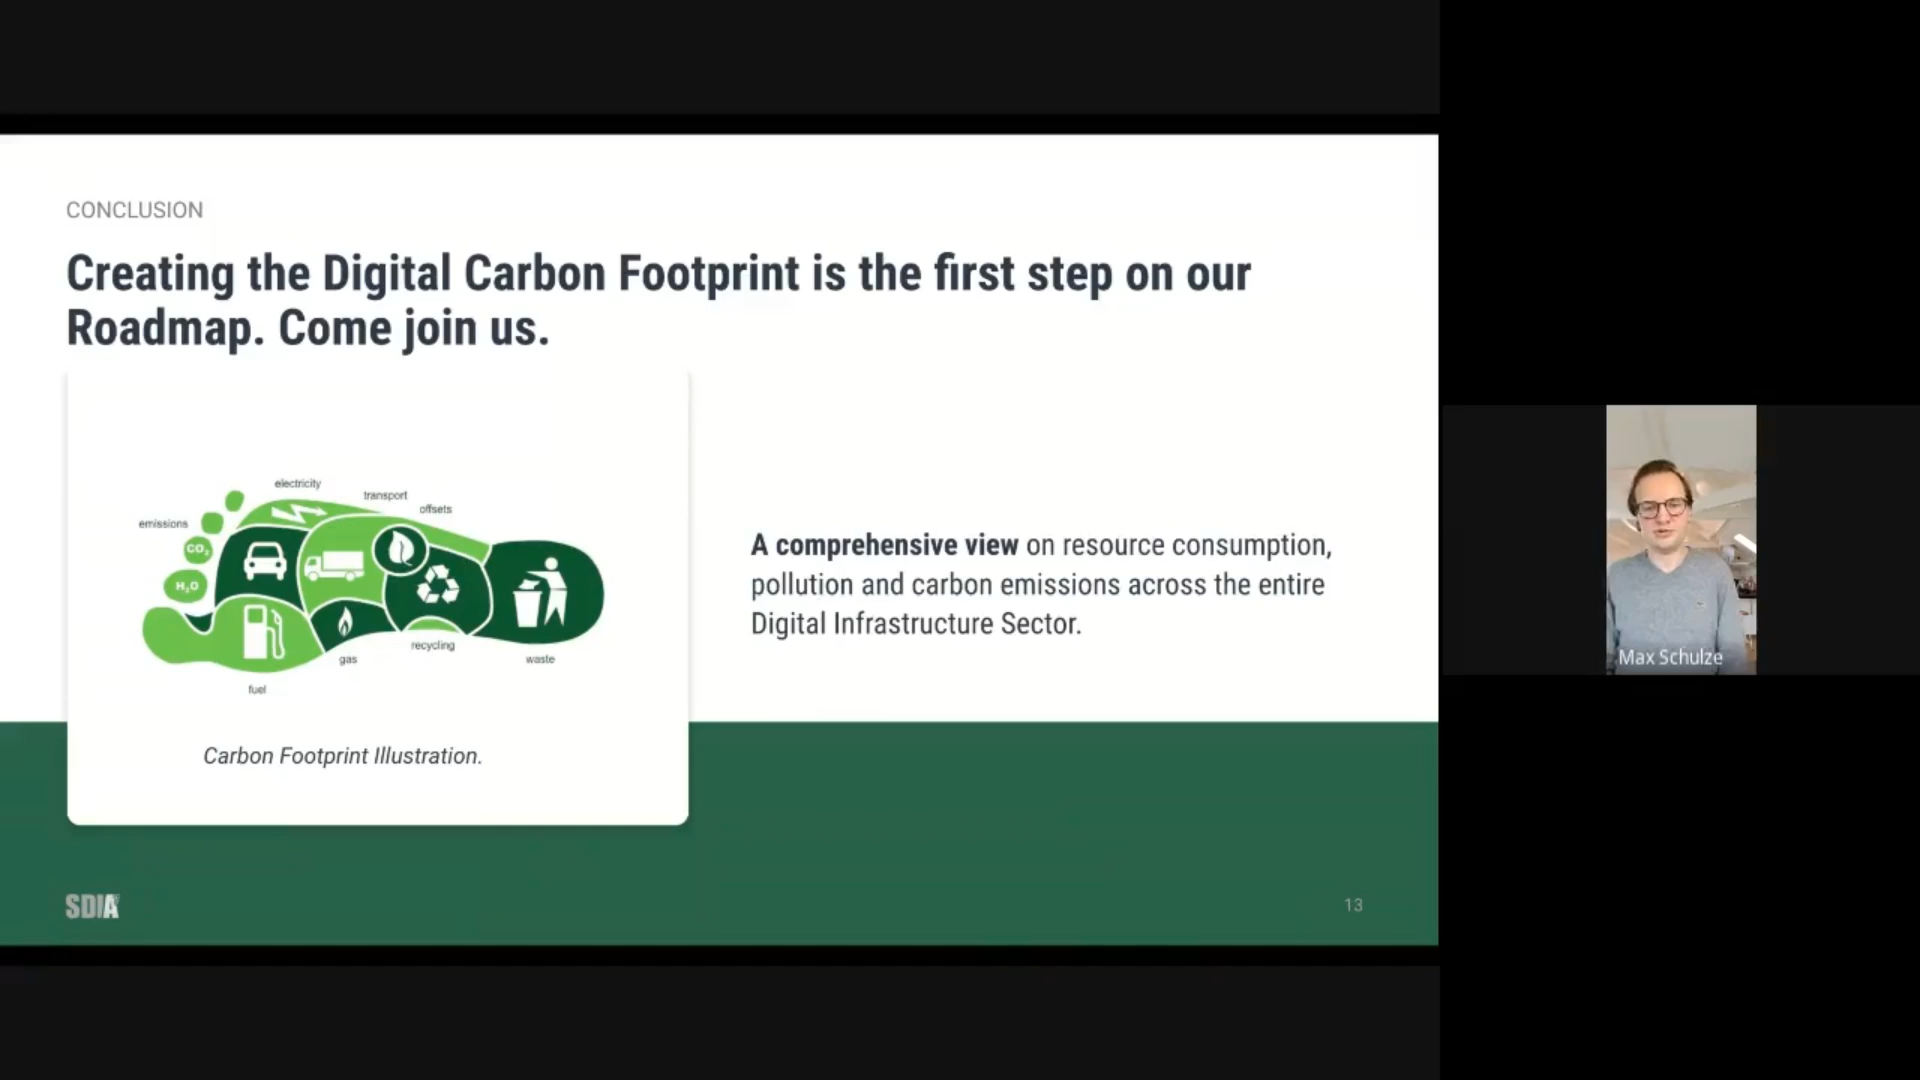 CONCLUSION
Creating the Digital Carbon Footprint is the first step on our
Roadmap. Come join us.
electricity
transport
offsets
emissions
CO₂
H₂O
recycling
gas
waste
fuel
Carbon Footprint Illustration.
A comprehensive view on resource consumption,
pollution and carbon emissions across the entire
Digital Infrastructure Sector.
SDIA
13
Max Schulze